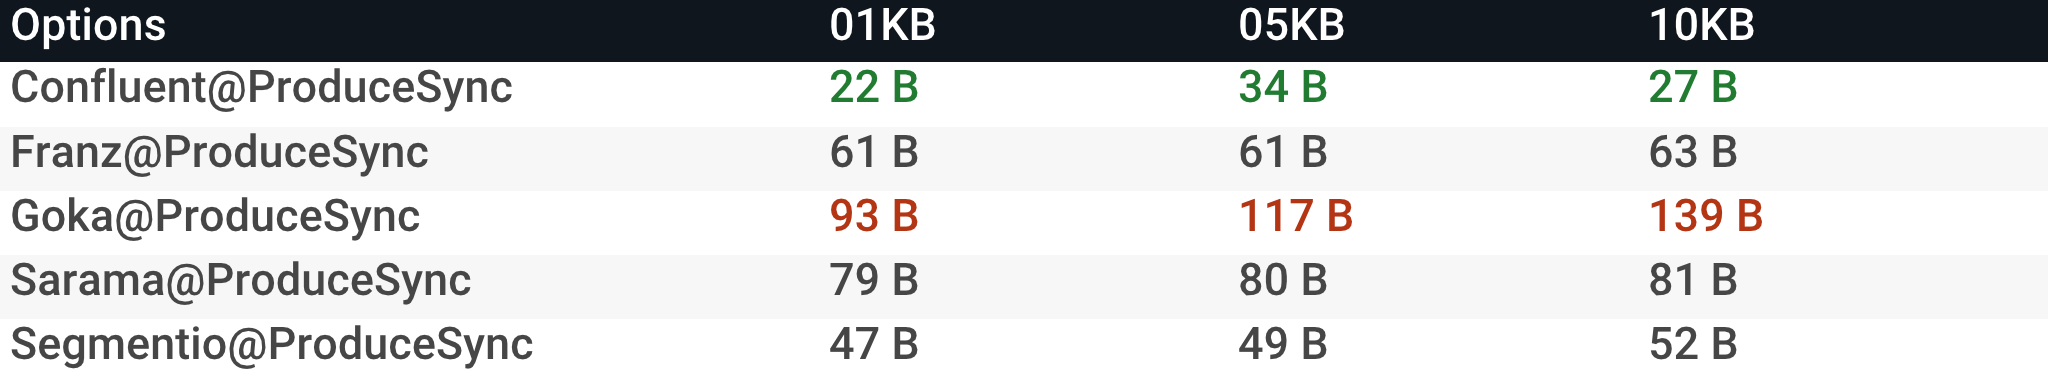 Options 01KB 05KB 10KB
Confluent@ProduceSync 22 B 34 B 27 B
Franz@ProduceSync 61 B 61 B 63 B
Goka@ProduceSync 93 B 117 B 139 B
Sarama@ProduceSync 79 B 80 B 81 B
Segmentio@ProduceSync 47 B 49 B 52 B